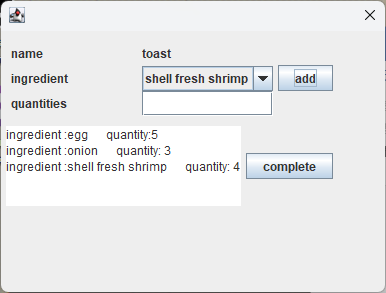 name toast
ingredient shell fresh shrimp add
quantities
ingredient :egg quantity:5
ingredient :onion quantity: 3
ingredient :shell fresh shrimp quantity: 4
complete